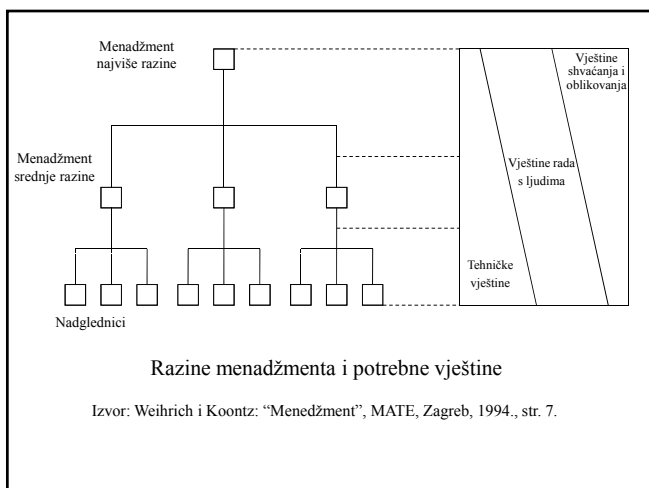 Menadžment
najviše razine
Vještine
shvaćanja i
oblikovanja
Menadžment
srednje razine
Vještine rada
s ljudima
Tehničke
vještine
Nadglednici
Razine menadžmenta i potrebne vještine
Izvor: Weihrich i Koontz: “Menedžment”, MATE, Zagreb, 1994., str. 7.